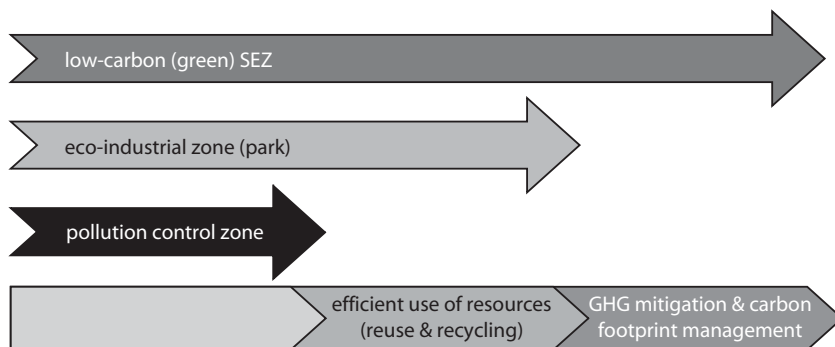 low-carbon (green) SEZ
eco-industrial zone (park)
pollution control zone
efficient use of resources
(reuse & recycling)
GHG mitigation & carbon
footprint management